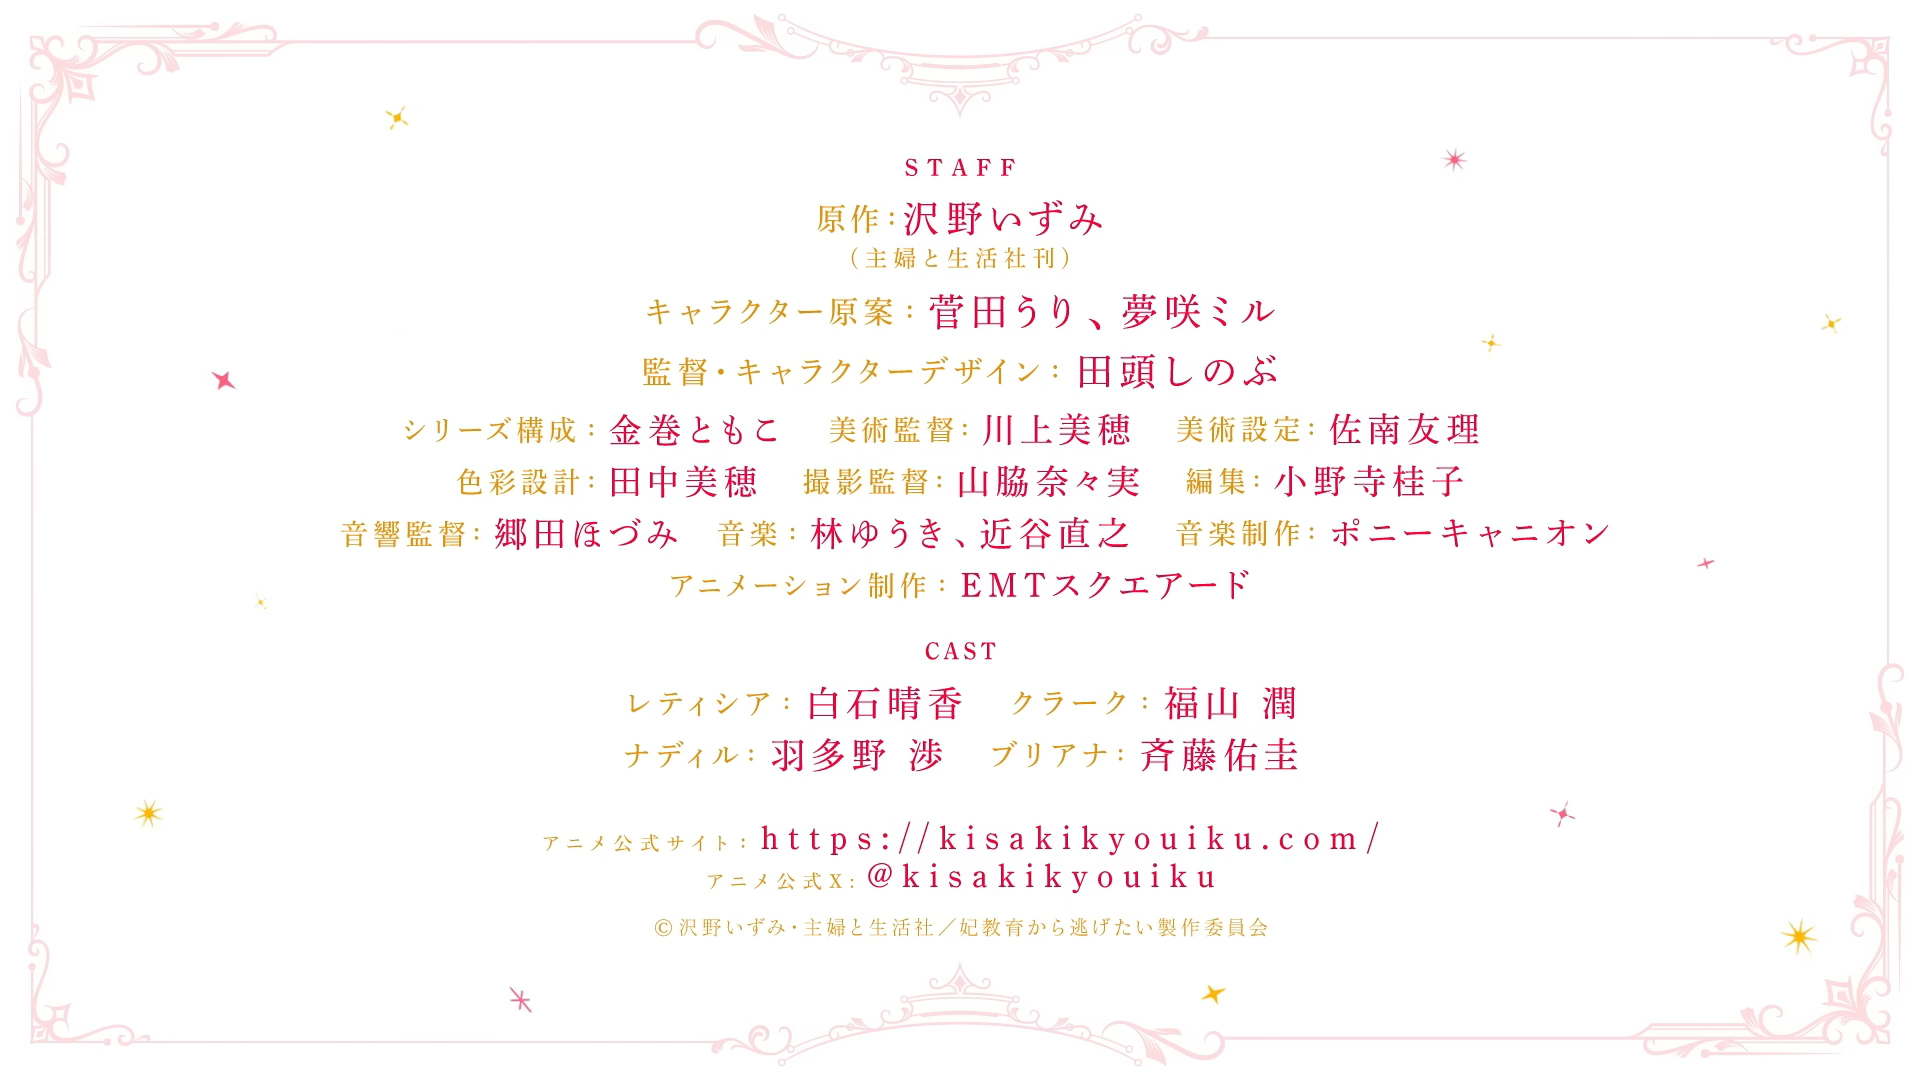 STAFF
原作：沢野いずみ
（主婦と生活社刊）
キャラクター原案：菅田うり、夢咲ミル
監督・キャラクターデザイン：田頭しのぶ
シリーズ構成：金巻ともこ　美術監督：川上美穂　美術設定：佐南友理
色彩設計：田中美穂　撮影監督：山脇奈々実　編集：小野寺桂子
音響監督：郷田ほづみ　音楽：林ゆうき、近谷直之　音楽制作：ポニーキャニオン
アニメーション制作：EMTスクエアード
CAST
レティシア：白石晴香　クラーク：福山 潤
ナディル：羽多野 渉　ブリアナ：斉藤佑圭
アニメ公式サイト：https://kisakikyouiku.com/
アニメ公式X：@kisakikyouiku
©沢野いずみ・主婦と生活社／妃教育から逃げたい製作委員会